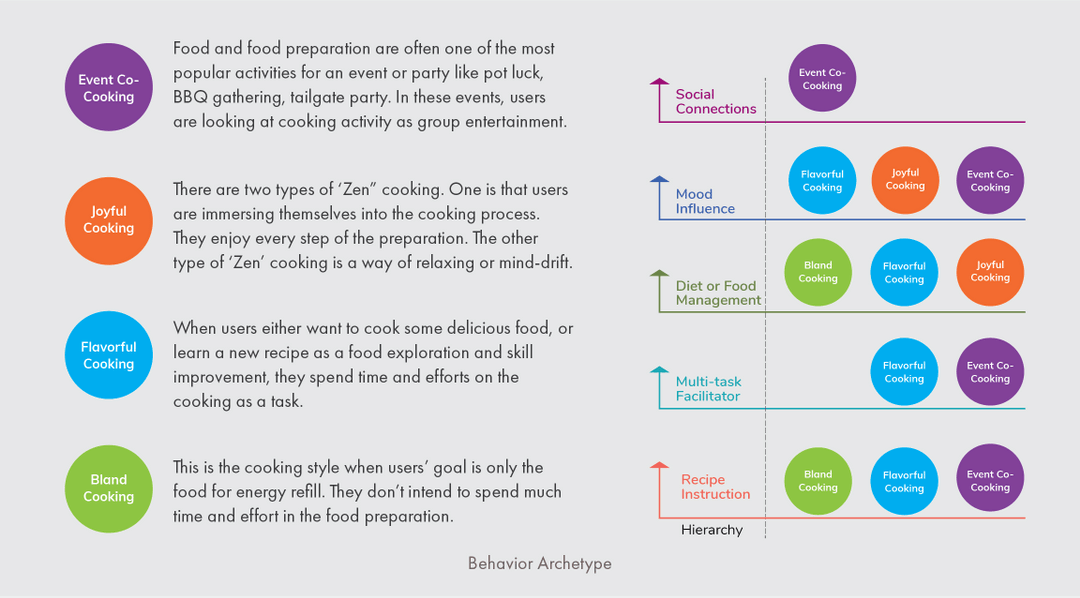 Event Co-
Cooking
Food and food preparation are often one of the most
popular activities for an event or party like pot luck,
BBQ gathering, tailgate party. In these events, users
are looking at cooking activity as group entertainment.
Joyful
Cooking
There are two types of ‘Zen” cooking. One is that users
are immersing themselves into the cooking process.
They enjoy every step of the preparation. The other
type of ‘Zen’ cooking is a way of relaxing or mind-drift.
Flavorful
Cooking
When users either want to cook some delicious food, or
learn a new recipe as a food exploration and skill
improvement, they spend time and efforts on the
cooking as a task.
Bland
Cooking
This is the cooking style when users’ goal is only the
food for energy refill. They don’t intend to spend much
time and effort in the food preparation.
Social
Connections
Event Co-
Cooking
Mood
Influence
Flavorful
Cooking
Joyful
Cooking
Event Co-
Cooking
Diet or Food
Management
Bland
Cooking
Flavorful
Cooking
Joyful
Cooking
Multi-task
Facilitator
Flavorful
Cooking
Event Co-
Cooking
Recipe
Instruction
Bland
Cooking
Flavorful
Cooking
Event Co-
Cooking
Hierarchy
Behavior Archetype